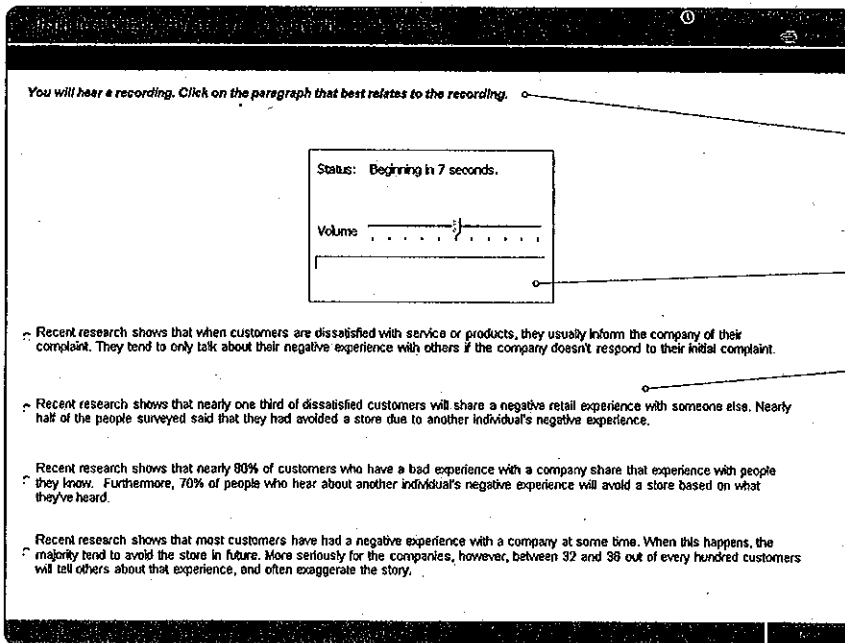 You will hear a recording. Click on the paragraph that best relates to the recording.
Status: Beginning in 7 seconds.
Volume
Recent research shows that when customers are dissatisfied with service or products, they usually inform the company of their
complaint. They tend to only talk about their negative experience with others if the company doesn't respond to their initial complaint.
Recent research shows that nearly one third of dissatisfied customers will share a negative retail experience with someone else. Nearly
half of the people surveyed said that they had avoided a store due to another individual's negative experience.
Recent research shows that nearly 80% of customers who have a bad experience with a company share that experience with people
they know. Furthermore, 70% of people who hear about another individual's negative experience will avoid a store based on what
they've heard.
Recent research shows that most customers have had a negative experience with a company at some time. When this happens, the
majority tend to avoid the store in future. More seriously for the companies, however, between 32 and 36 out of every hundred customers
will tell others about that experience, and often exaggerate the story.